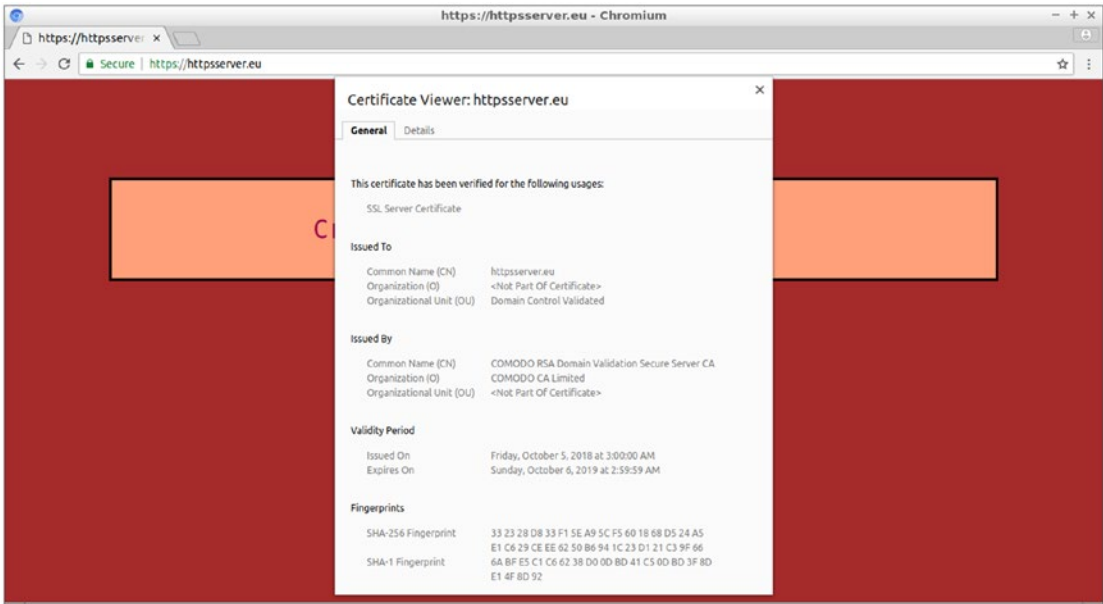 https://httpsserver.eu - Chromium
https://httpsserver
Secure | https://httpsserver.eu
Certificate Viewer: httpsserver.eu
General Details
This certificate has been verified for the following usages:
SSL Server Certificate
Issued To
Common Name (CN) httpsserver.eu
Organization (O) <Not Part Of Certificate>
Organizational Unit (OU) Domain Control Validated
Issued By
Common Name (CN) COMODO RSA Domain Validation Secure Server CA
Organization (O) COMODO CA Limited
Organizational Unit (OU) <Not Part Of Certificate>
Validity Period
Issued On Friday, October 5, 2018 at 3:00:00 AM
Expires On Sunday, October 6, 2019 at 2:59:59 AM
Fingerprints
SHA-256 Fingerprint 33 23 28 D8 33 F1 5E A9 5C F5 60 18 68 D5 24 A5
E1 C6 29 CE EE 62 50 B6 94 1C 23 D1 21 C3 9F 66
SHA-1 Fingerprint 6A BF E5 C1 C6 62 38 D0 0D BD 41 C5 0D BD 3F 8D
E1 4F 8D 92